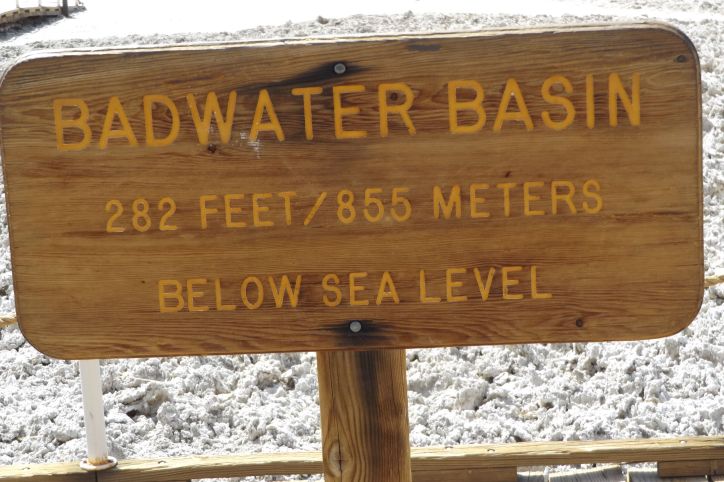 BADWATER BASIN
282 FEET/855 METERS
BELOW SEA LEVEL